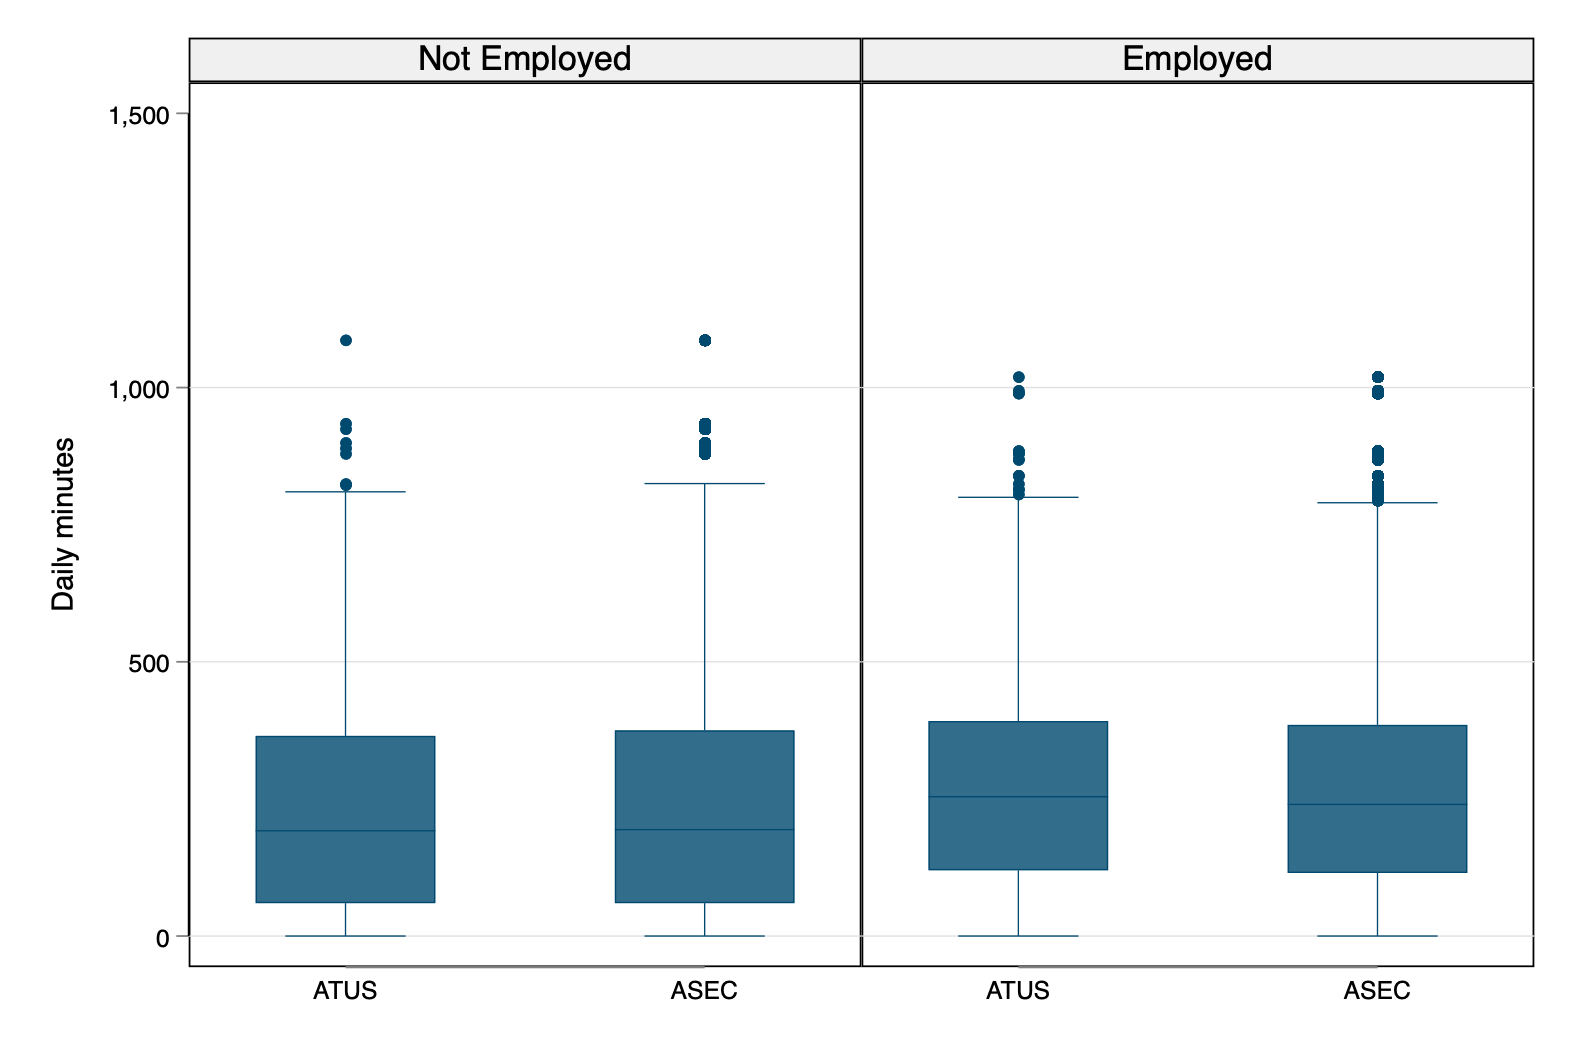 Not Employed
Employed
Daily minutes
1,500
1,000
500
0
ATUS
ASEC
ATUS
ASEC